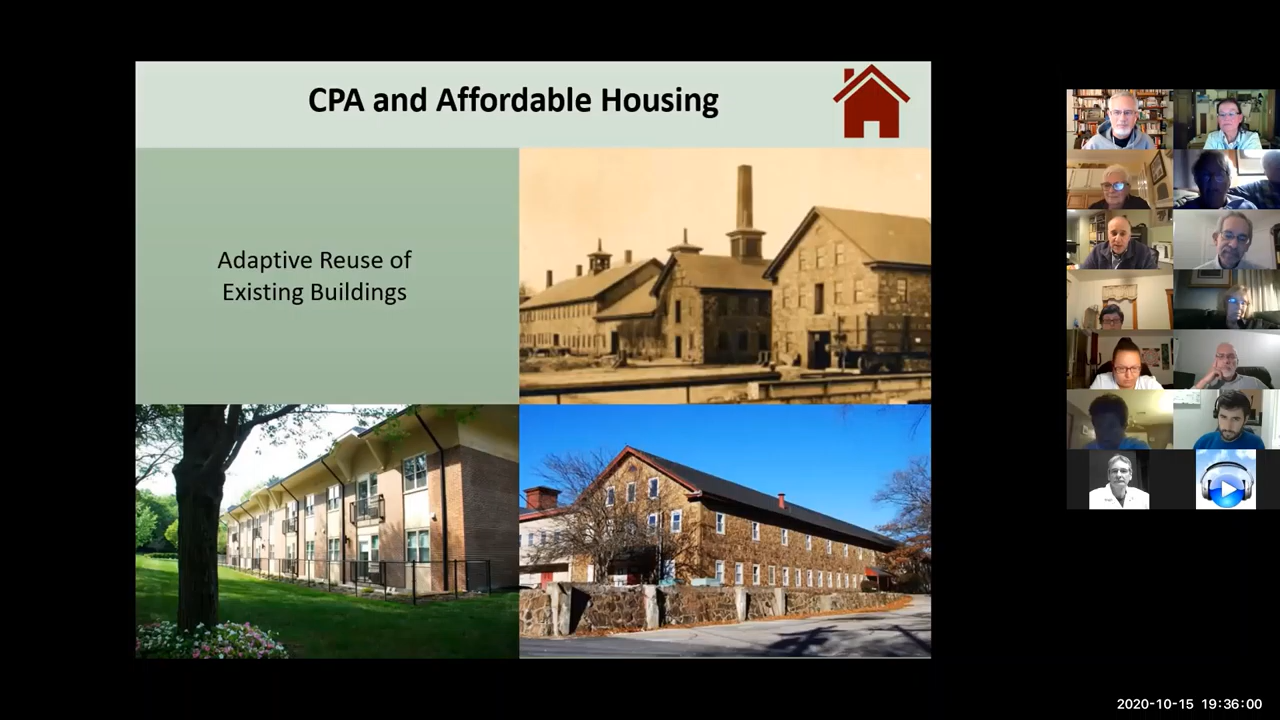 CPA and Affordable Housing
Adaptive Reuse of
Existing Buildings
2020-10-15 19:36:00